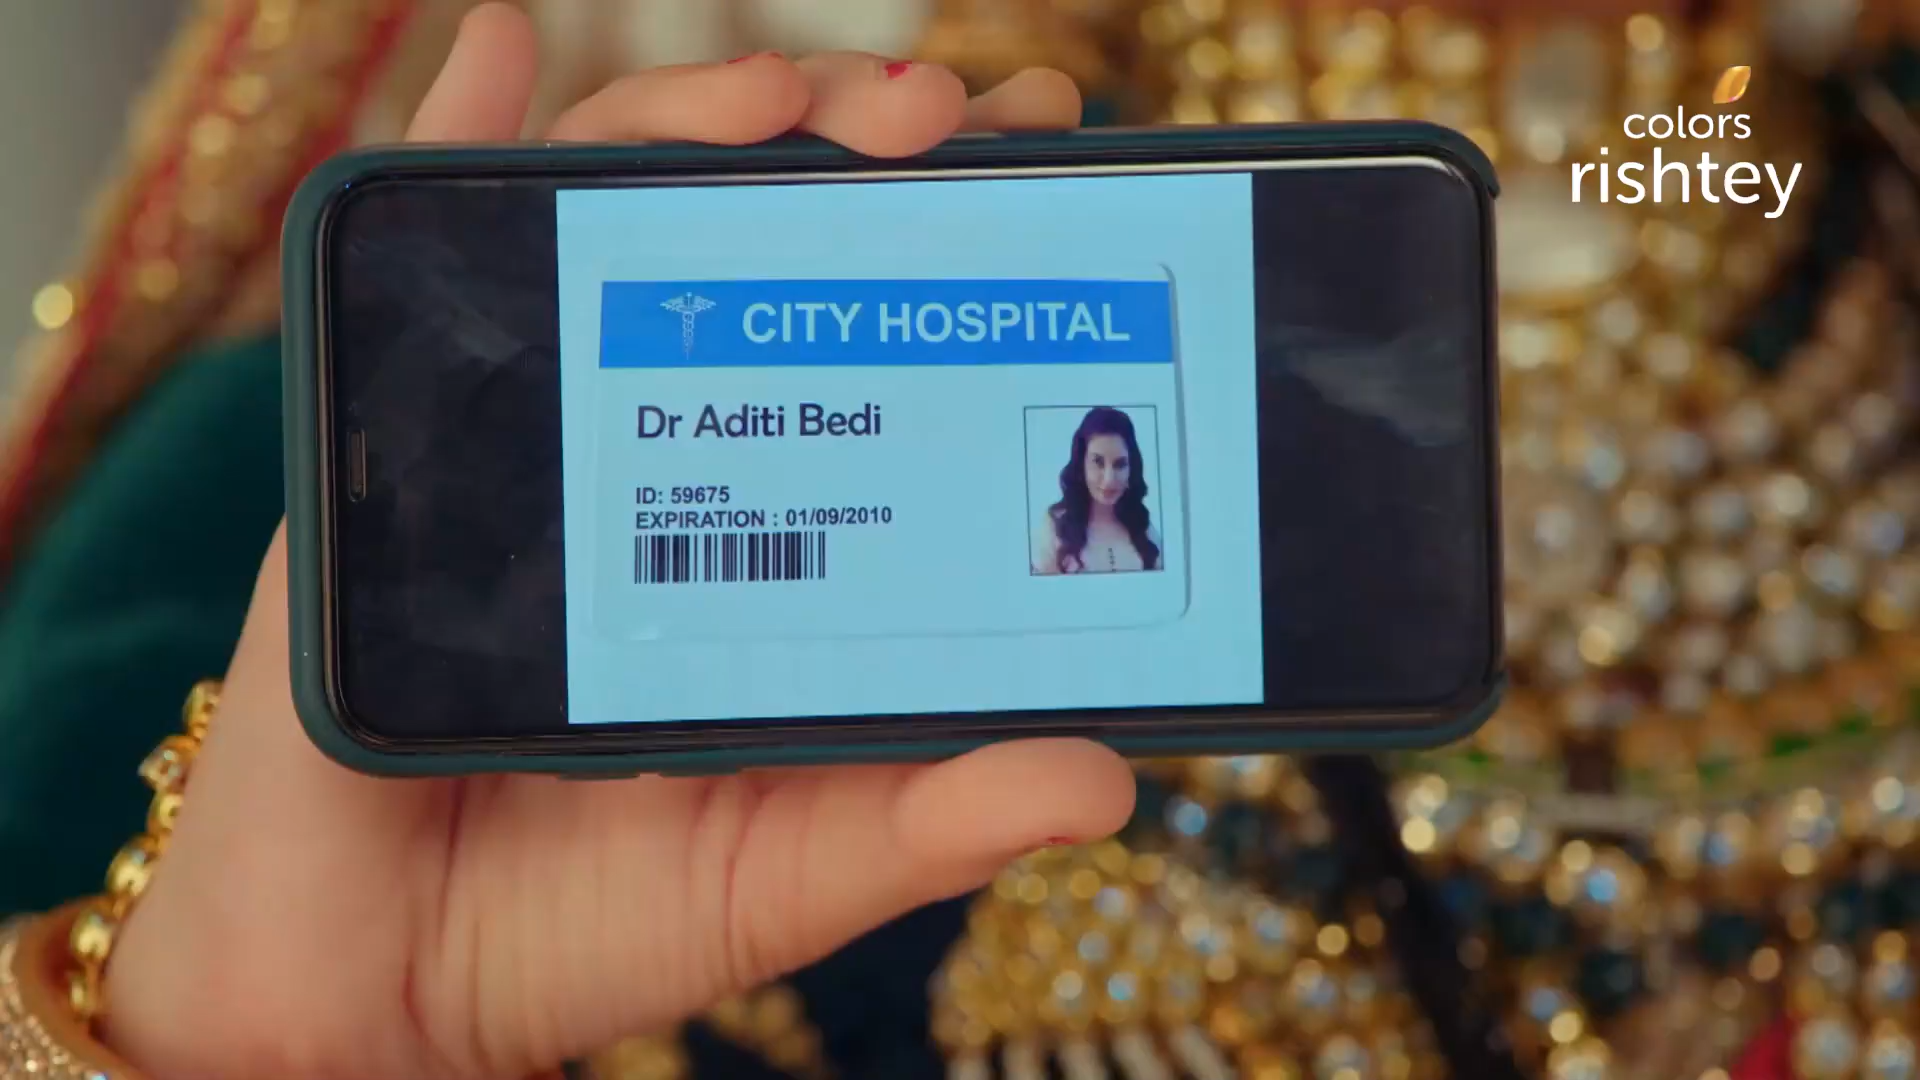 colors
rishtey
CITY HOSPITAL
Dr Aditi Bedi
ID: 59675
EXPIRATION : 01/09/2010